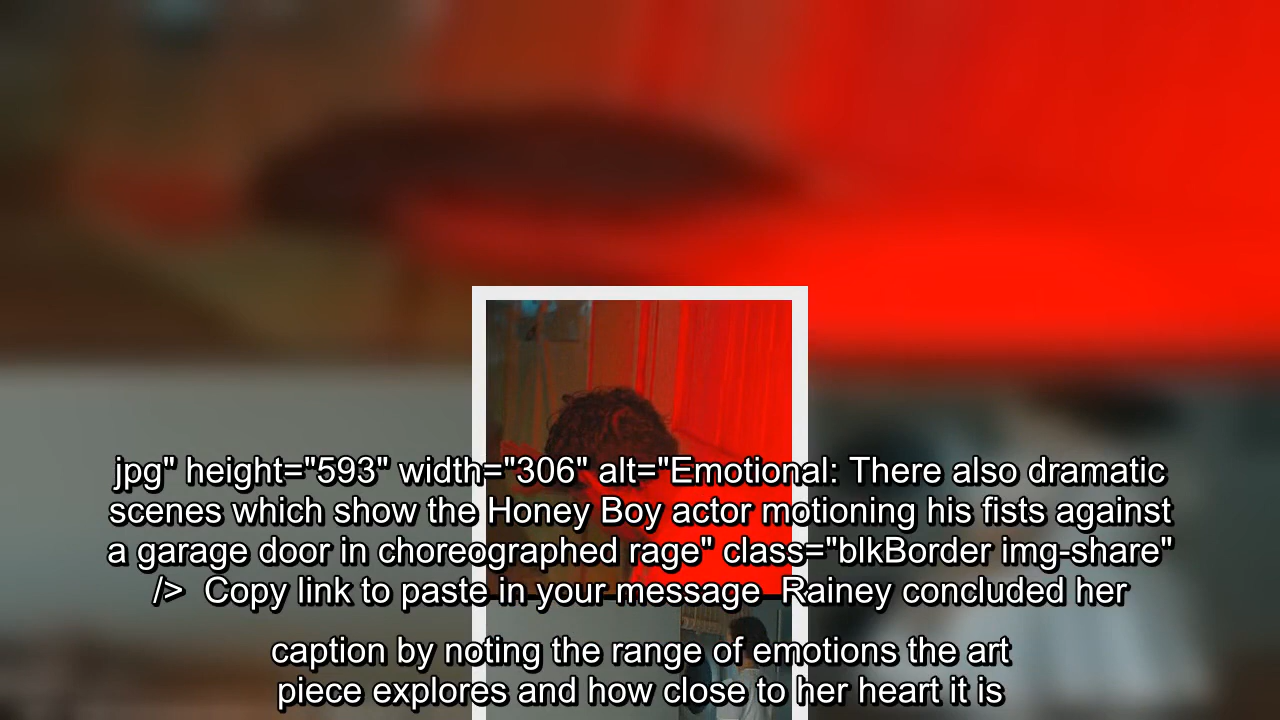 jpg" height="593" width="306" alt="Emotional: There also dramatic
scenes which show the Honey Boy actor motioning his fists against
a garage door in choreographed rage" class="blkBorder img-share"
/>  Copy link to paste in your message  Rainey concluded her
caption by noting the range of emotions the art
piece explores and how close to her heart it is